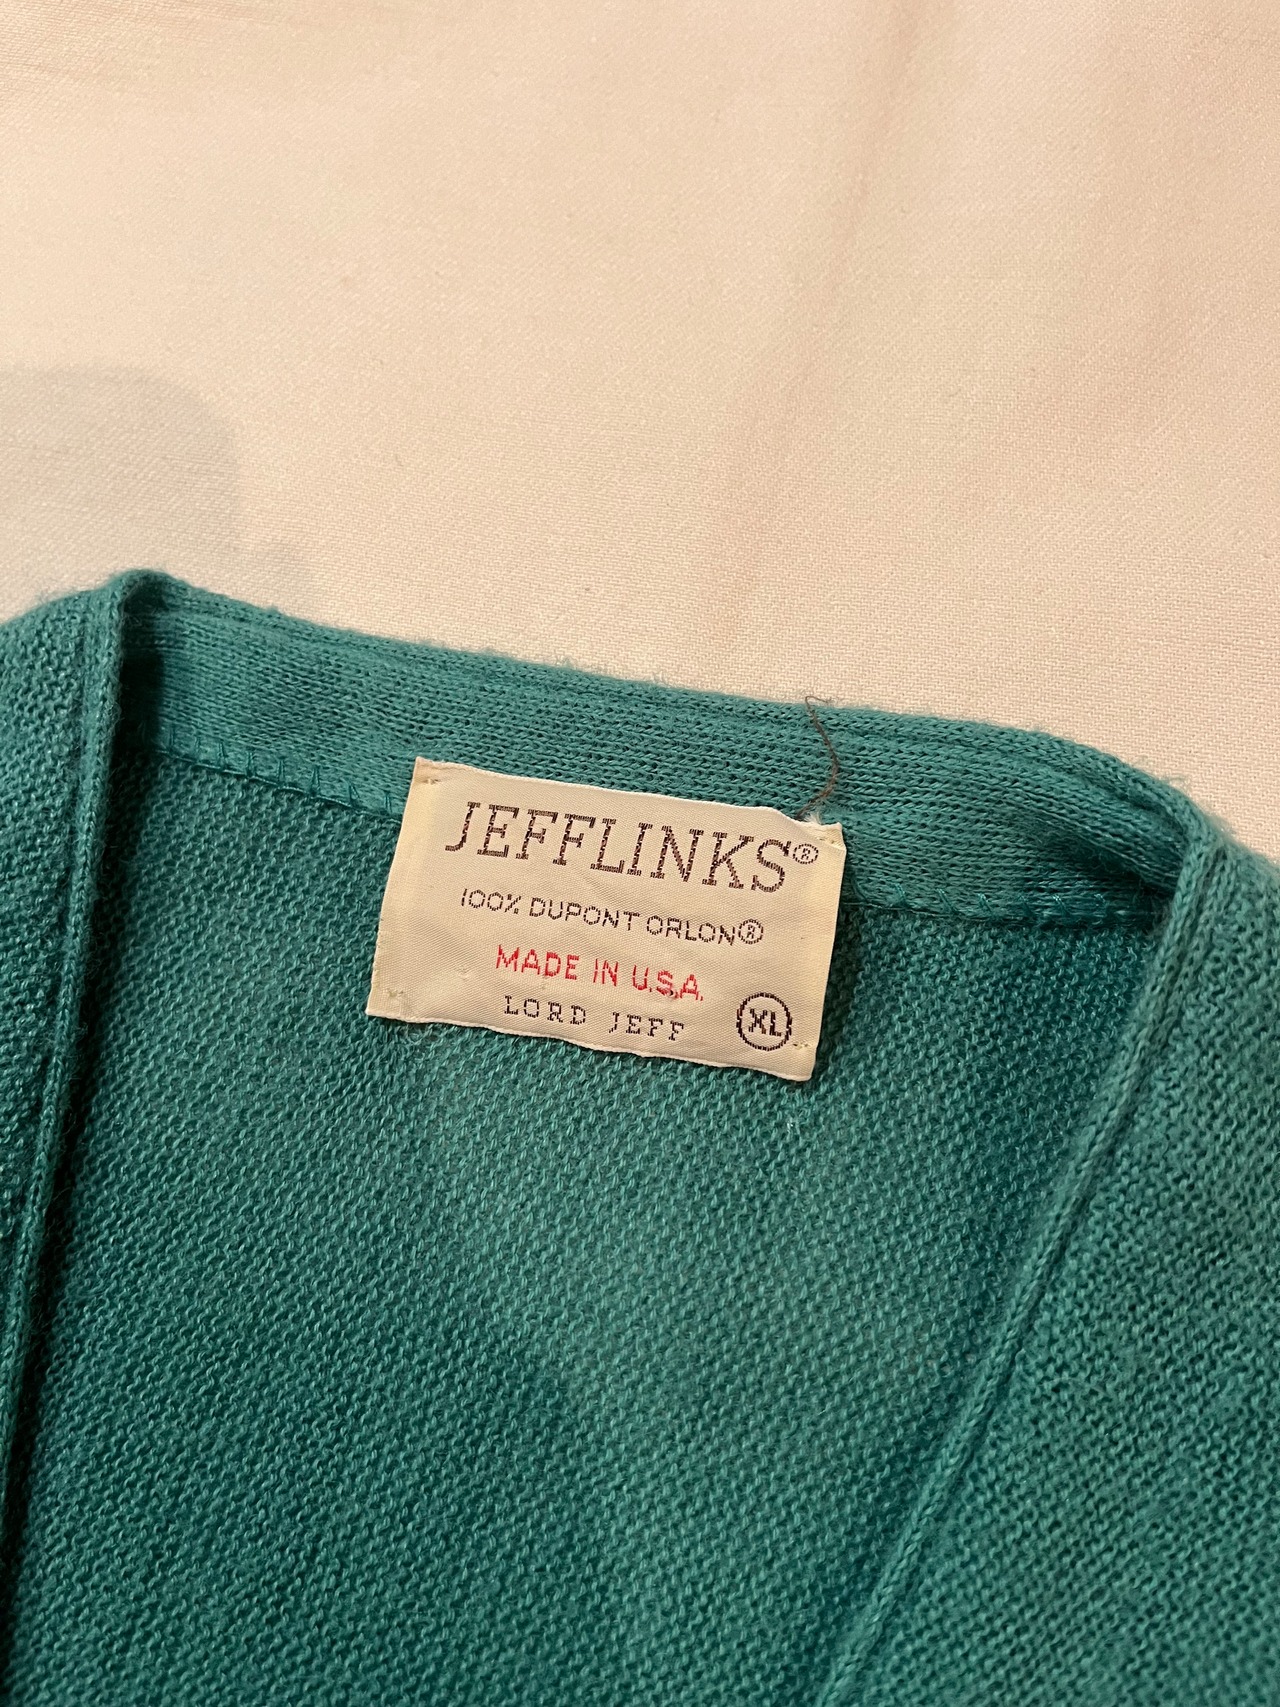 JEFFLINKS®
100% DUPONT ORLON®
MADE IN U.S.A.
LORD JEFF
XL